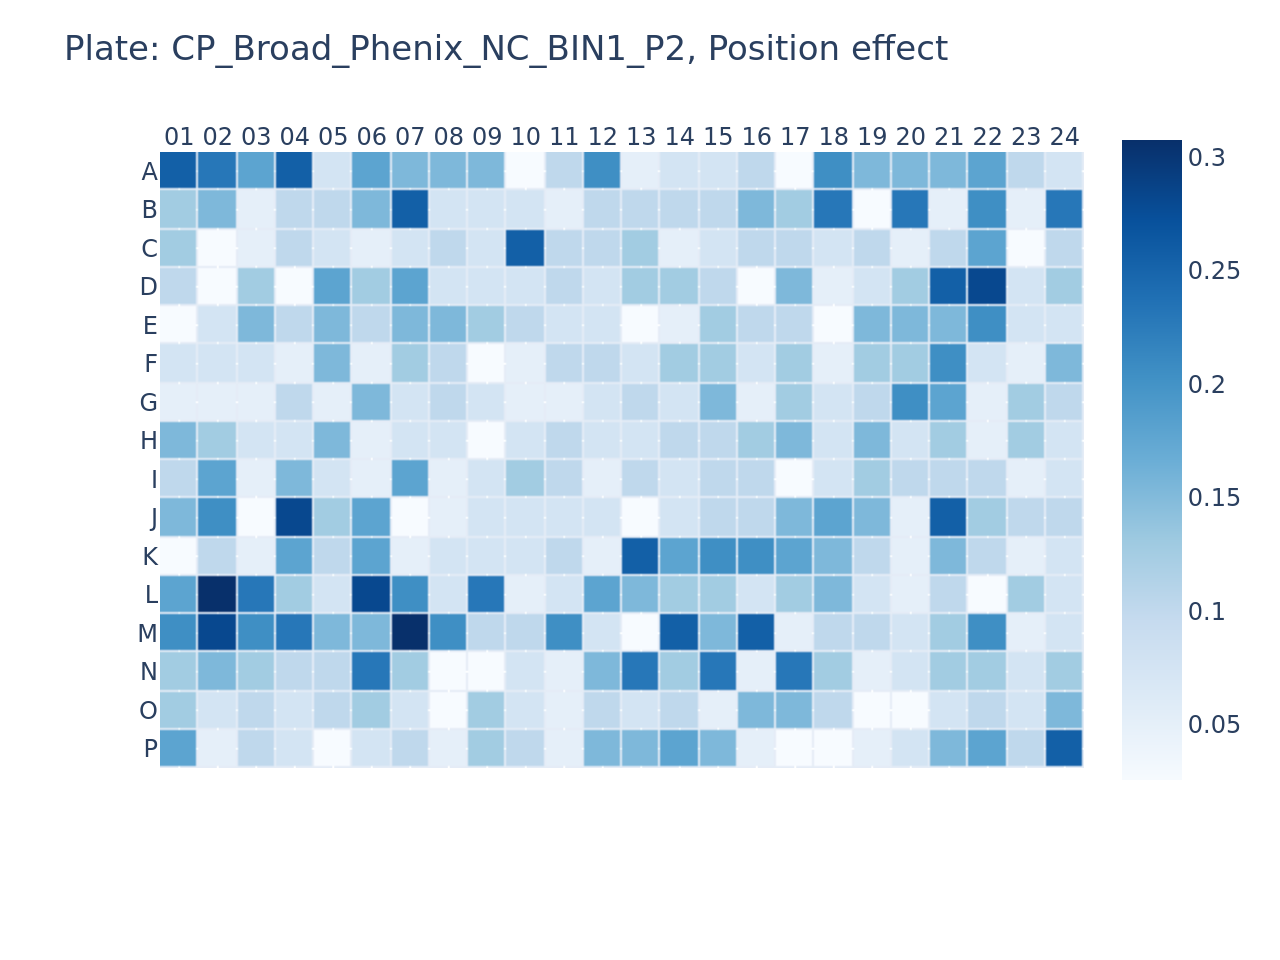 Plate: CP_Broad_Phenix_NC_BIN1_P2, Position effect
01 02 03 04 05 06 07 08 09 10 11 12 13 14 15 16 17 18 19 20 21 22 23 24
A
B
C
D
E
F
G
H
I
J
K
L
M
N
O
P
0.3
0.25
0.2
0.15
0.1
0.05